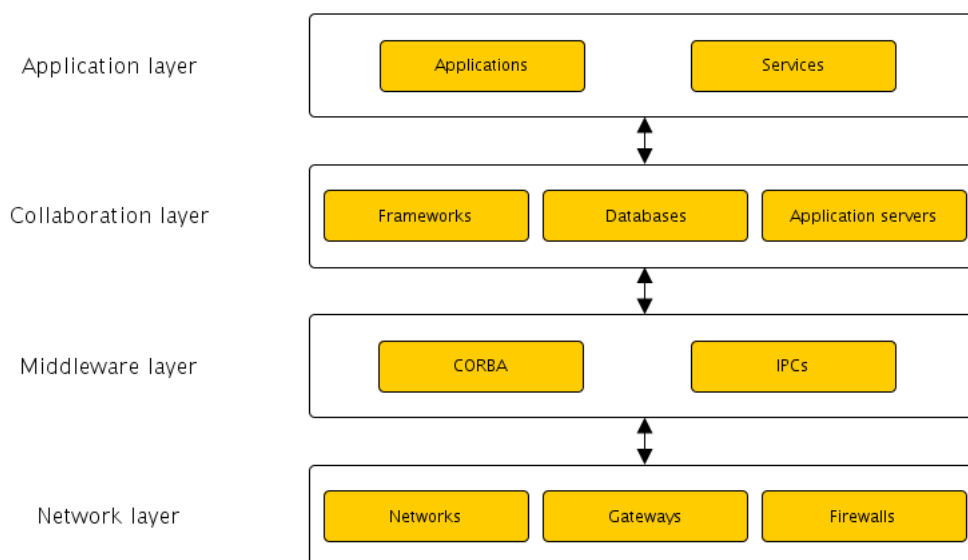 Application layer
Applications
Services
Collaboration layer
Frameworks
Databases
Application servers
Middleware layer
CORBA
IPCs
Network layer
Networks
Gateways
Firewalls